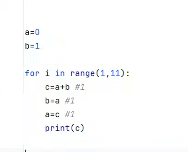 a=0
b=1
for i in range(1,11):
    c=a+b #1
    b=a #1
    a=c #1
    print(c)